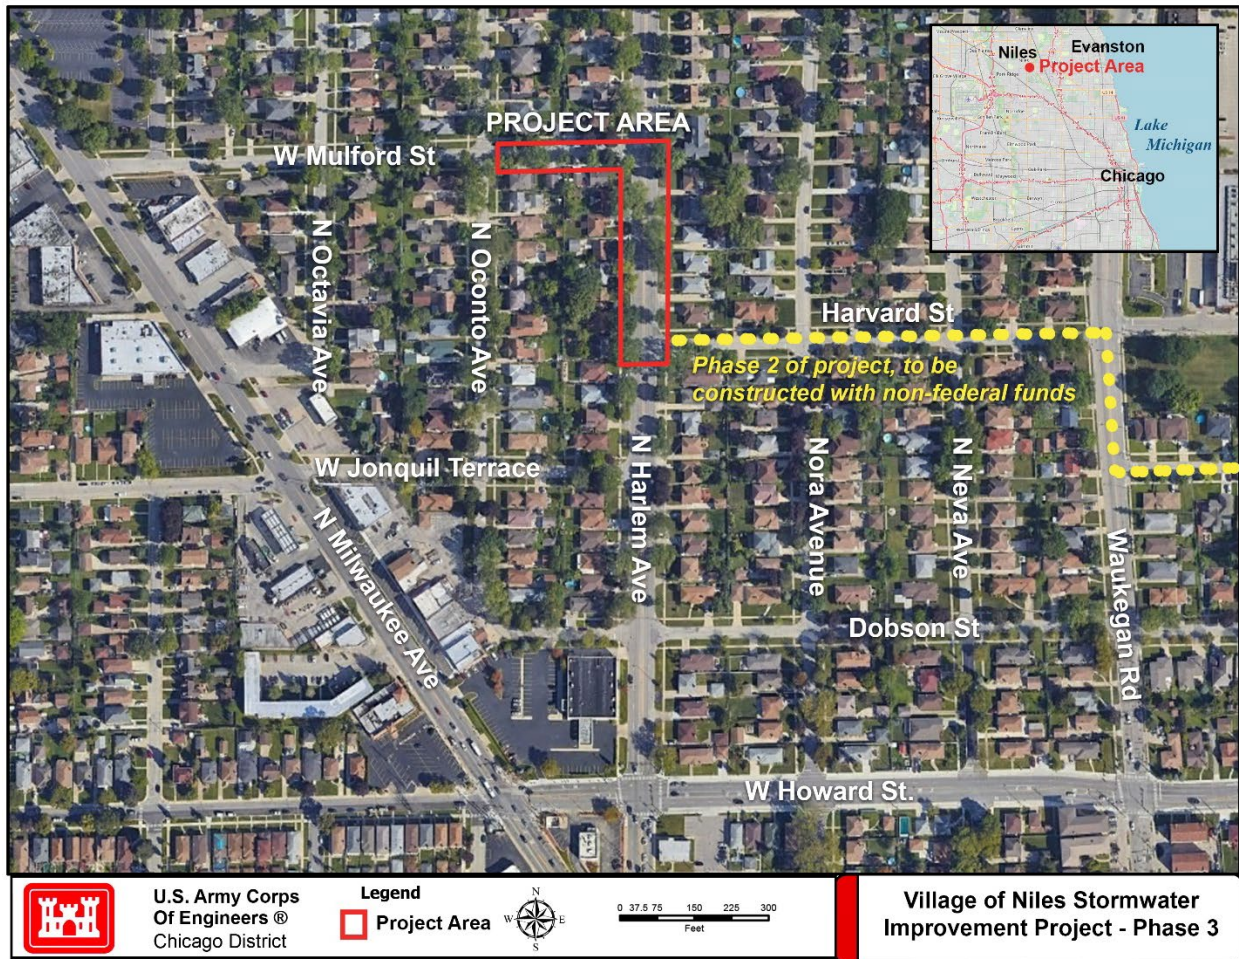 Niles
Evanston
Project Area
Lake
Michigan
Chicago
PROJECT AREA
W Mulford St
N Octavia Ave
N Oconto Ave
Harvard St
Phase 2 of project, to be
constructed with non-federal funds
W Jonquil Terrace
N Harlem Ave
Nora Avenue
N Neva Ave
N Milwaukee Ave
Waukegan Rd
Dobson St
W Howard St.
U.S. Army Corps
Of Engineers ®
Chicago District
Legend
Project Area
N
W
E
S
0 37.5 75 150 225 300
Feet
Village of Niles Stormwater
Improvement Project - Phase 3